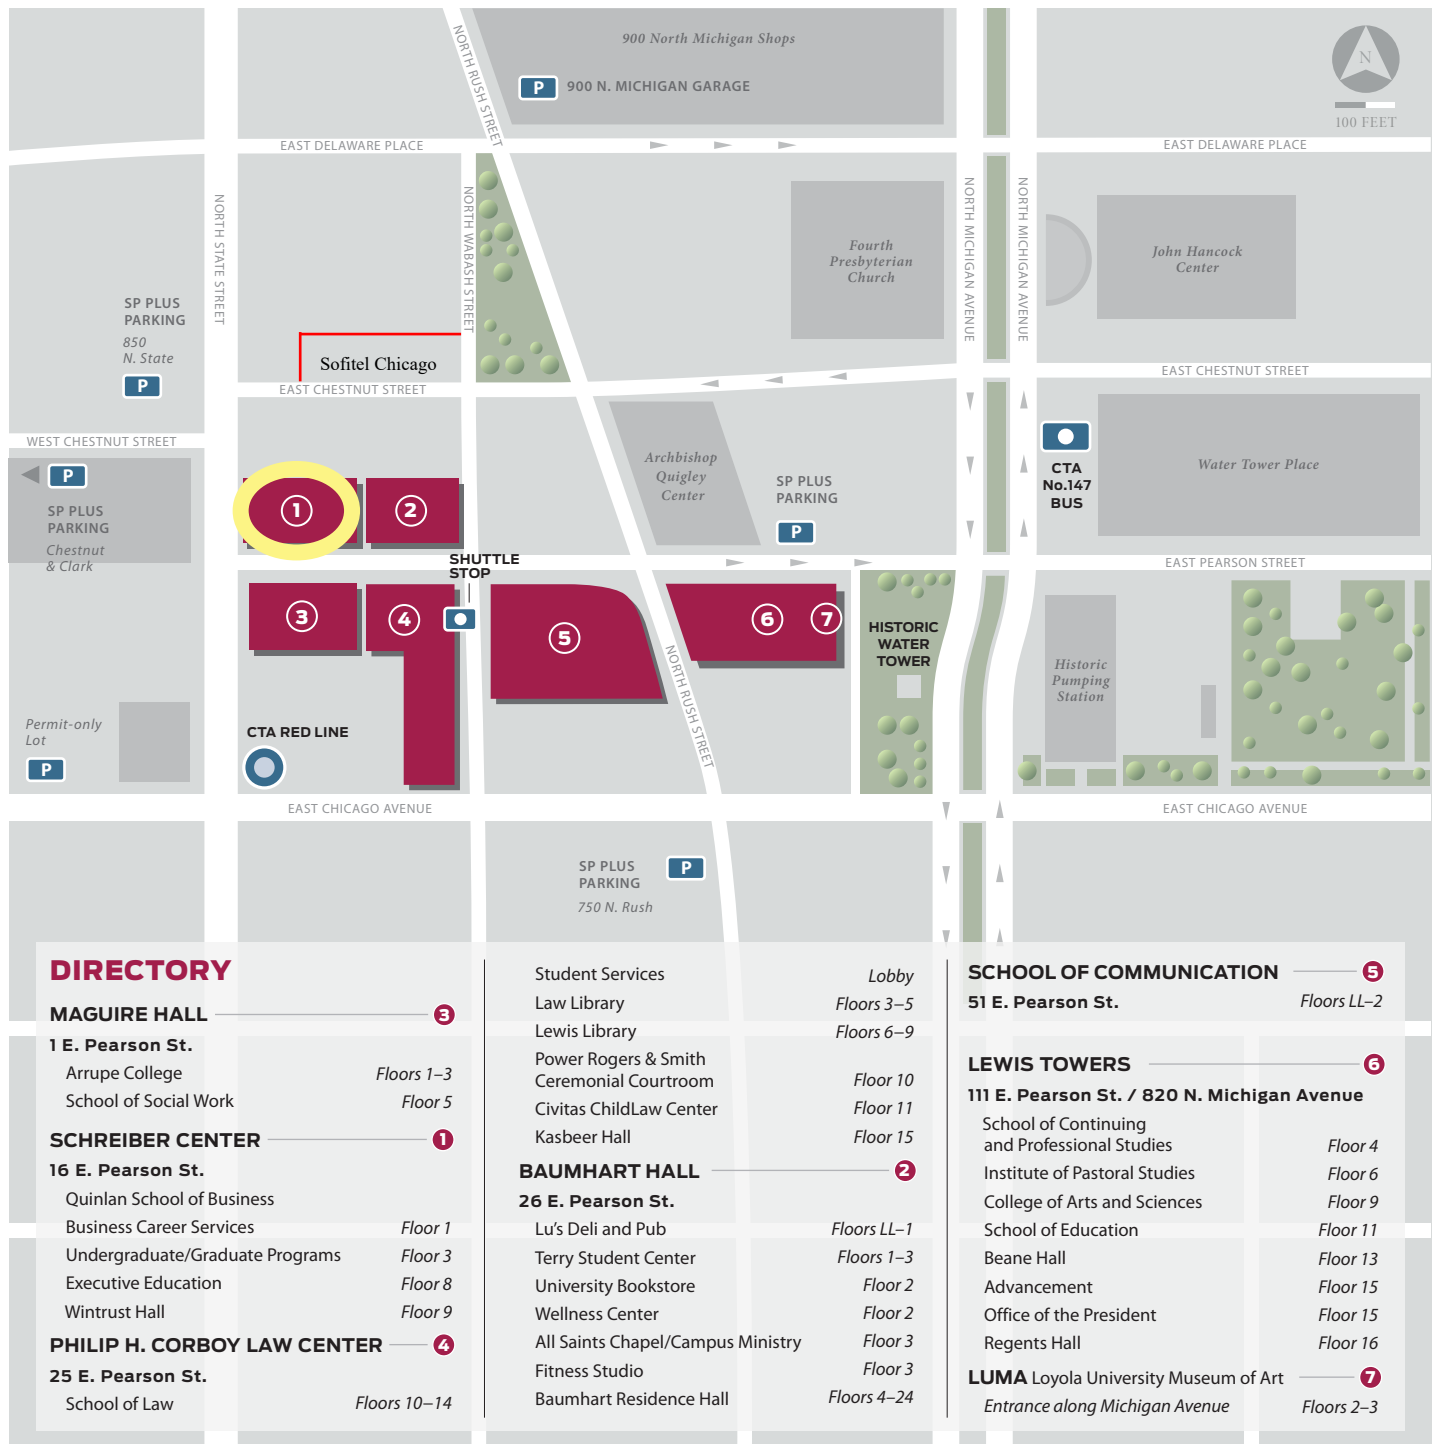 900 North Michigan Shops
P
900 N. MICHIGAN GARAGE
N
100 FEET
NORTH RUSH STREET
EAST DELAWARE PLACE
EAST DELAWARE PLACE
NORTH STATE STREET
NORTH WABASH STREET
NORTH MICHIGAN AVENUE
NORTH MICHIGAN AVENUE
Fourth
Presbyterian
Church
John Hancock
Center
SP PLUS
PARKING
850
N. State
P
Sofitel Chicago
EAST CHESTNUT STREET
EAST CHESTNUT STREET
WEST CHESTNUT STREET
P
SP PLUS
PARKING
Chestnut
& Clark
1
2
Archbishop
Quigley
Center
SP PLUS
PARKING
P
CTA
No.147
BUS
Water Tower Place
SHUTTLE
STOP
EAST PEARSON STREET
3
4
5
6
7
HISTORIC
WATER
TOWER
NORTH RUSH STREET
Historic
Pumping
Station
Permit-only
Lot
P
CTA RED LINE
EAST CHICAGO AVENUE
EAST CHICAGO AVENUE
SP PLUS
PARKING
750 N. Rush
P
DIRECTORY
MAGUIRE HALL 3
1 E. Pearson St.
Arrupe College Floors 1–3
School of Social Work Floor 5
SCHREIBER CENTER 1
16 E. Pearson St.
Quinlan School of Business
Business Career Services Floor 1
Undergraduate/Graduate Programs Floor 3
Executive Education Floor 8
Wintrust Hall Floor 9
PHILIP H. CORBOY LAW CENTER 4
25 E. Pearson St.
School of Law Floors 10–14
Student Services Lobby
Law Library Floors 3–5
Lewis Library Floors 6–9
Power Rogers & Smith
Ceremonial Courtroom Floor 10
Civitas ChildLaw Center Floor 11
Kasbeer Hall Floor 15
BAUMHART HALL 2
26 E. Pearson St.
Lu's Deli and Pub Floors LL–1
Terry Student Center Floors 1–3
University Bookstore Floor 2
Wellness Center Floor 2
All Saints Chapel/Campus Ministry Floor 3
Fitness Studio Floor 3
Baumhart Residence Hall Floors 4–24
SCHOOL OF COMMUNICATION 5
51 E. Pearson St. Floors LL–2
LEWIS TOWERS 6
111 E. Pearson St. / 820 N. Michigan Avenue
School of Continuing
and Professional Studies Floor 4
Institute of Pastoral Studies Floor 6
College of Arts and Sciences Floor 9
School of Education Floor 11
Beane Hall Floor 13
Advancement Floor 15
Office of the President Floor 15
Regents Hall Floor 16
LUMA Loyola University Museum of Art 7
Entrance along Michigan Avenue Floors 2–3